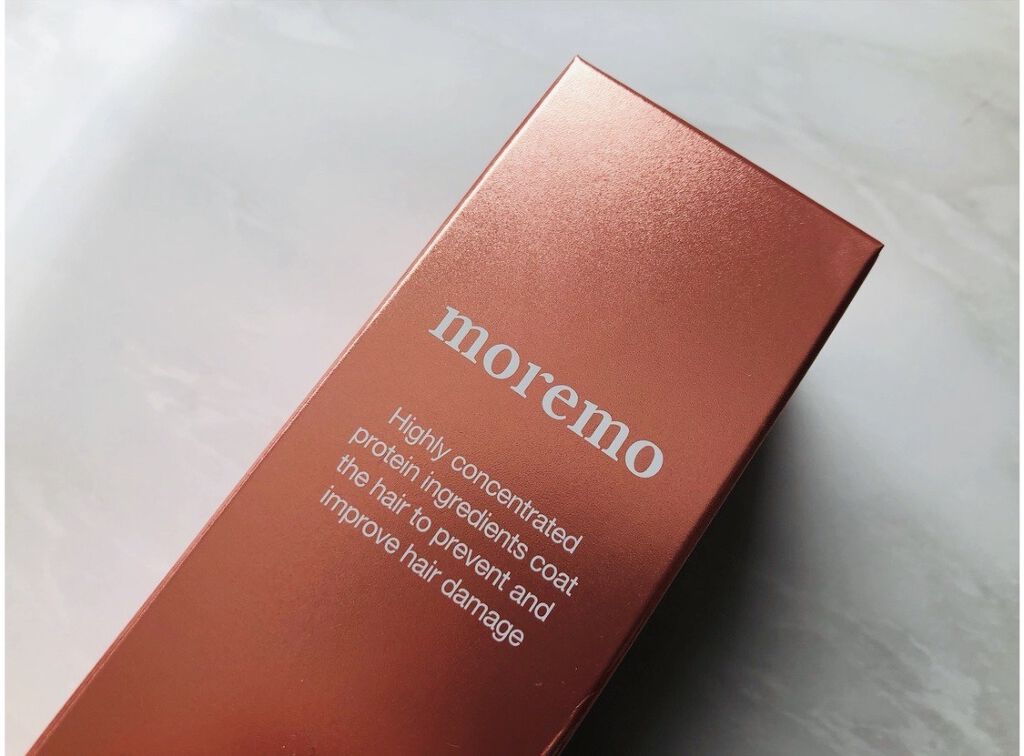 moremo
Highly concentrated
protein ingredients coat
the hair to prevent and
improve hair damage